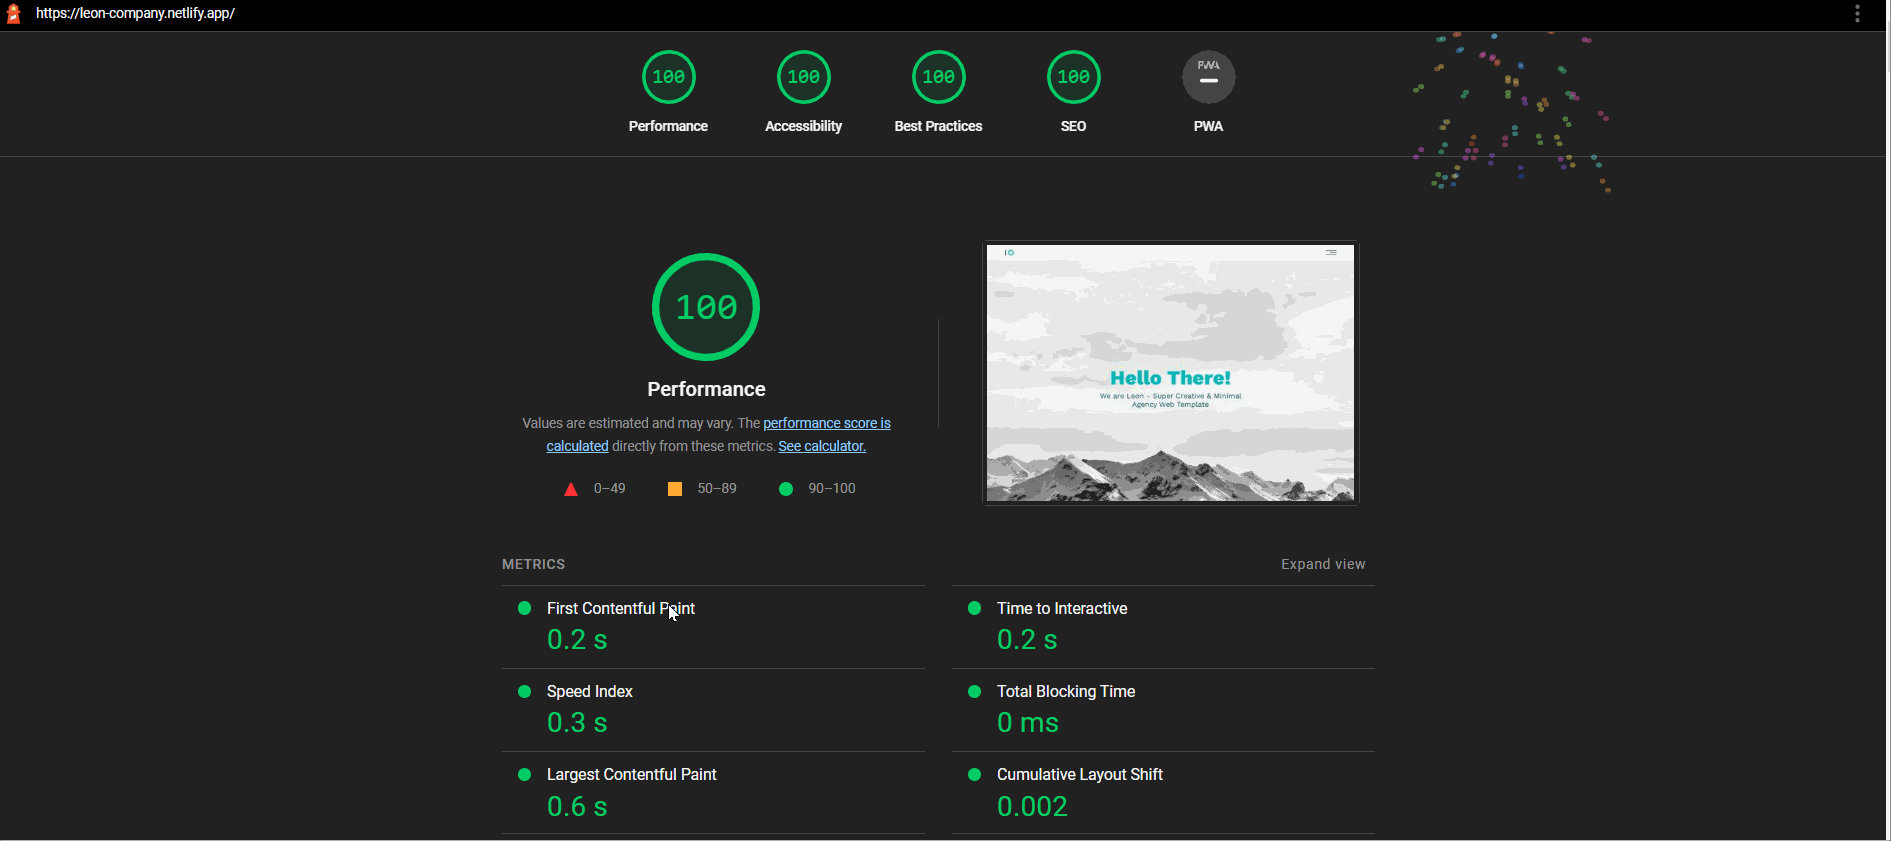 https://leon-company.netlify.app/
100 100 100 100 PWA
Performance Accessibility Best Practices SEO PWA
100
Performance
Values are estimated and may vary. The performance score is
calculated directly from these metrics. See calculator.
0–49 50–89 90–100
IO
Hello There!
We are Leon - Super Creative & Minimal
Agency Web Template
METRICS
Expand view
First Contentful Paint
0.2 s
Time to Interactive
0.2 s
Speed Index
0.3 s
Total Blocking Time
0 ms
Largest Contentful Paint
0.6 s
Cumulative Layout Shift
0.002